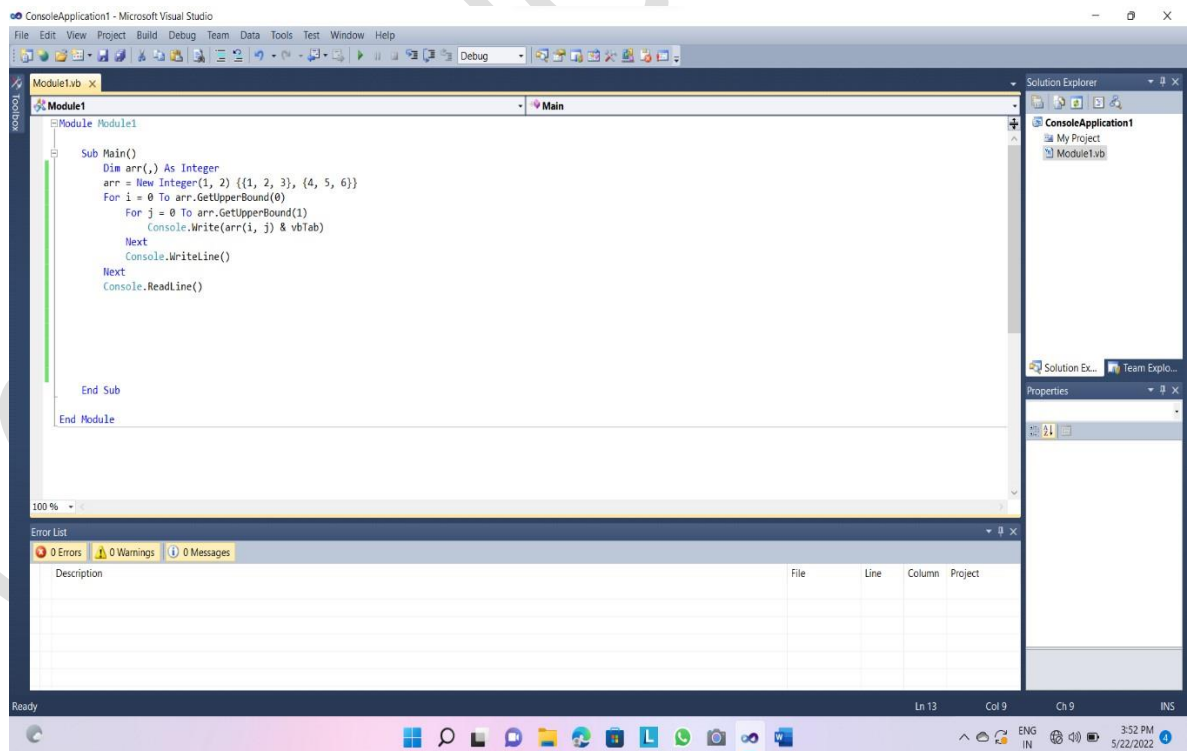 ConsoleApplication1 - Microsoft Visual Studio
File Edit View Project Build Debug Team Data Tools Test Window Help
Debug
Toolbox
Module1.vb
Module1
Main
Module Module1
Sub Main()
Dim arr(,) As Integer
arr = New Integer(1, 2) {{1, 2, 3}, {4, 5, 6}}
For i = 0 To arr.GetUpperBound(0)
For j = 0 To arr.GetUpperBound(1)
Console.Write(arr(i, j) & vbTab)
Next
Console.WriteLine()
Next
Console.ReadLine()
End Sub
End Module
100 %
Solution Explorer
ConsoleApplication1
My Project
Module1.vb
Solution Ex... Team Explo...
Properties
Error List
0 Errors 0 Warnings 0 Messages
Description File Line Column Project
Ready Ln 13 Col 9 Ch 9 INS
ENG
IN
3:52 PM
5/22/2022
4